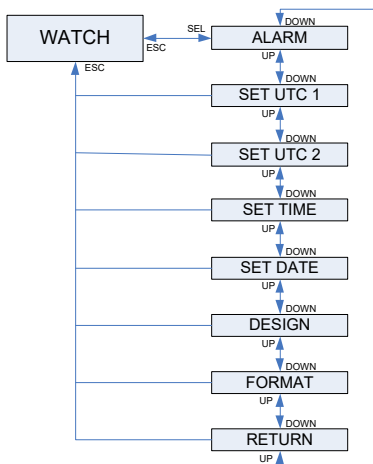 DOWN
WATCH
SEL
ESC
ALARM
ESC
UP
DOWN
SET UTC 1
UP
DOWN
SET UTC 2
UP
DOWN
SET TIME
UP
DOWN
SET DATE
UP
DOWN
DESIGN
UP
DOWN
FORMAT
UP
DOWN
RETURN
UP